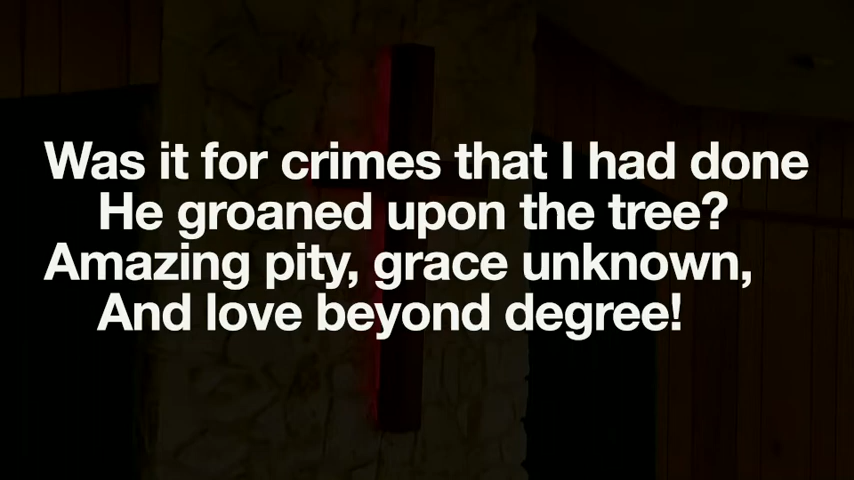 Was it for crimes that I had done
He groaned upon the tree?
Amazing pity, grace unknown,
And love beyond degree!